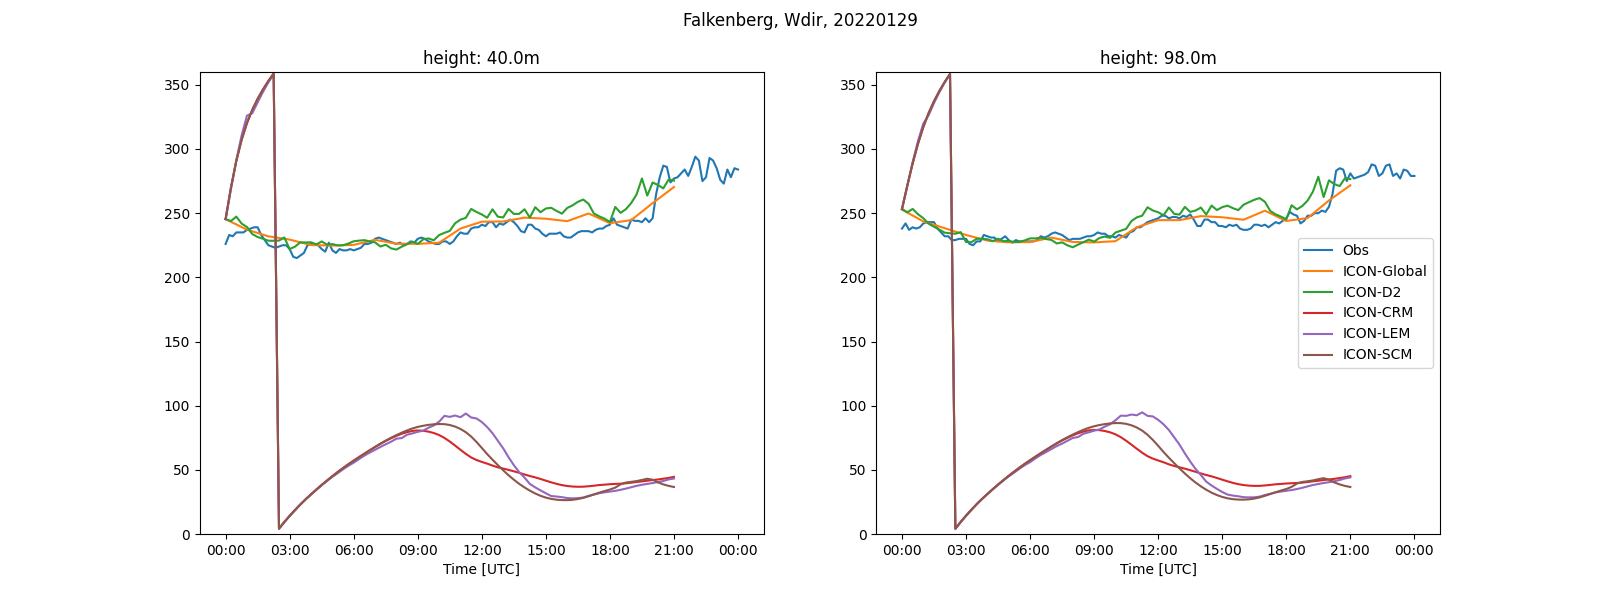 Falkenberg, Wdir, 20220129
height: 40.0m
350
300
250
200
150
100
50
0
00:00 03:00 06:00 09:00 12:00 15:00 18:00 21:00 00:00
Time [UTC]
height: 98.0m
350
300
250
200
150
100
50
0
Obs
ICON-Global
ICON-D2
ICON-CRM
ICON-LEM
ICON-SCM
00:00 03:00 06:00 09:00 12:00 15:00 18:00 21:00 00:00
Time [UTC]